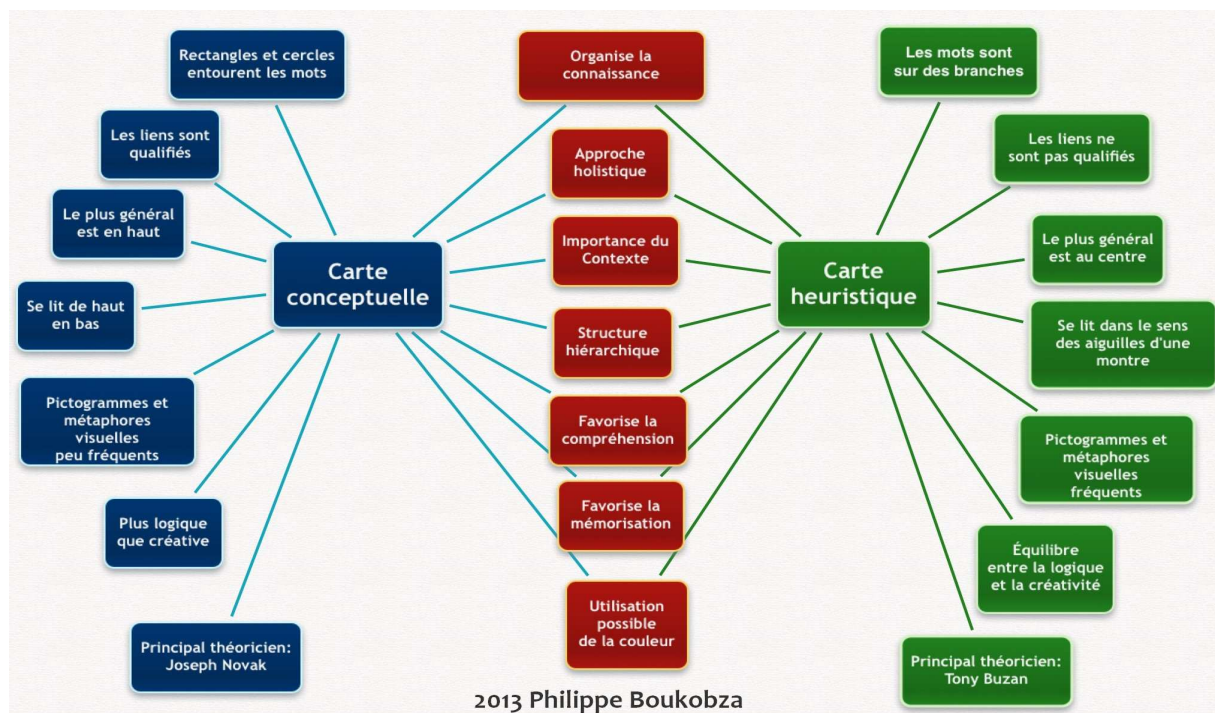 Rectangles et cercles
entourent les mots
Les liens sont
qualifiés
Le plus général
est en haut
Se lit de haut
en bas
Pictogrammes et
métaphores
visuelles
peu fréquents
Plus logique
que créative
Principal théoricien:
Joseph Novak
Carte
conceptuelle
Organise la
connaissance
Approche
holistique
Importance du
Contexte
Structure
hiérarchique
Favorise la
compréhension
Favorise la
mémorisation
Utilisation
possible
de la couleur
Carte
heuristique
Les mots sont
sur des branches
Les liens ne
sont pas qualifiés
Le plus général
est au centre
Se lit dans le sens
des aiguilles d'une
montre
Pictogrammes et
métaphores
visuelles
fréquents
Équilibre
entre la logique
et la créativité
Principal théoricien:
Tony Buzan
2013 Philippe Boukobza